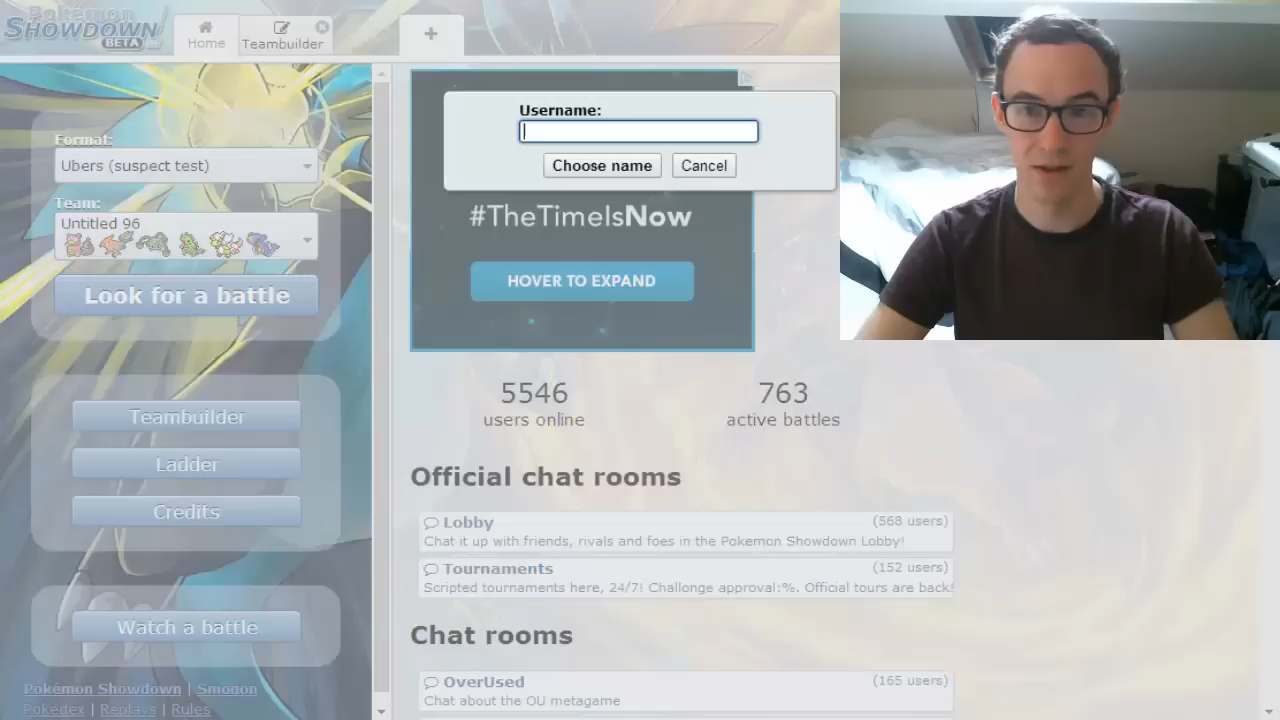 Pokémon
SHOWDOWN!
BETA
Home
Teambuilder
+
Format:
Ubers (suspect test)
Team:
Untitled 96
Look for a battle
Teambuilder
Ladder
Credits
Watch a battle
Pokémon Showdown | Smogon
Pokédex | Replays | Rules
Username:
Choose name Cancel
#TheTimeIsNow
HOVER TO EXPAND
5546
users online
763
active battles
Official chat rooms
Lobby (568 users)
Chat it up with friends, rivals and foes in the Pokemon Showdown Lobby!
Tournaments (152 users)
Scripted tournaments here, 24/7! Challonge approval:%. Official tours are back!
Chat rooms
OverUsed (165 users)
Chat about the OU metagame